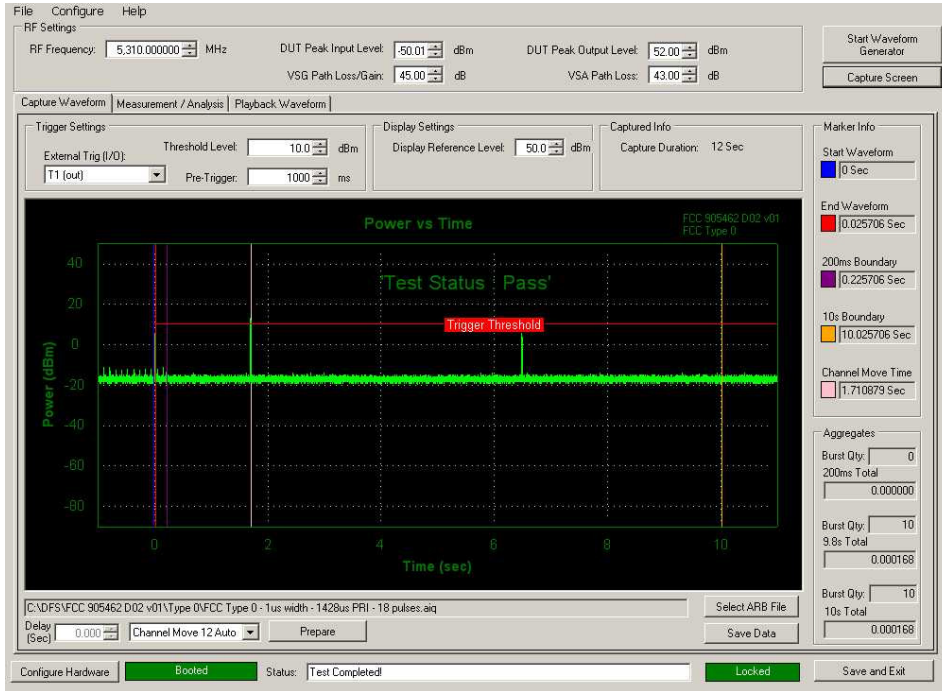 File Configure Help
RF Settings
RF Frequency: 5,310.000000 MHz
DUT Peak Input Level: -50.01 dBm
DUT Peak Output Level: 52.00 dBm
VSG Path Loss/Gain: 45.00 dB
VSA Path Loss: 43.00 dB
Start Waveform
Generator
Capture Screen
Capture Waveform Measurement / Analysis Playback Waveform
Trigger Settings
External Trig (I/O):
T1 (out)
Threshold Level: 10.0 dBm
Pre-Trigger: 1000 ms
Display Settings
Display Reference Level: 50.0 dBm
Captured Info
Capture Duration: 12 Sec
Marker Info
Start Waveform
0 Sec
End Waveform
0.025706 Sec
200ms Boundary
0.225706 Sec
10s Boundary
10.025706 Sec
Channel Move Time
1.710879 Sec
Power vs Time
FCC 905462 D02 v01
FCC Type 0
'Test Status : Pass'
Trigger Threshold
Power (dBm)
40
20
0
-20
-40
-60
-80
0 2 4 6 8 10
Time (sec)
Aggregates
Burst Qty: 0
200ms Total
0.000000
Burst Qty: 10
9.8s Total
0.000168
Burst Qty: 10
10s Total
0.000168
C:\DFS\FCC 905462 D02 v01\Type 0\FCC Type 0 - 1us width - 1428us PRI - 18 pulses.aiq
Select ARB File
Delay
(Sec) 0.000
Channel Move 12 Auto
Prepare
Save Data
Configure Hardware
Booted
Status: Test Completed!
Locked
Save and Exit